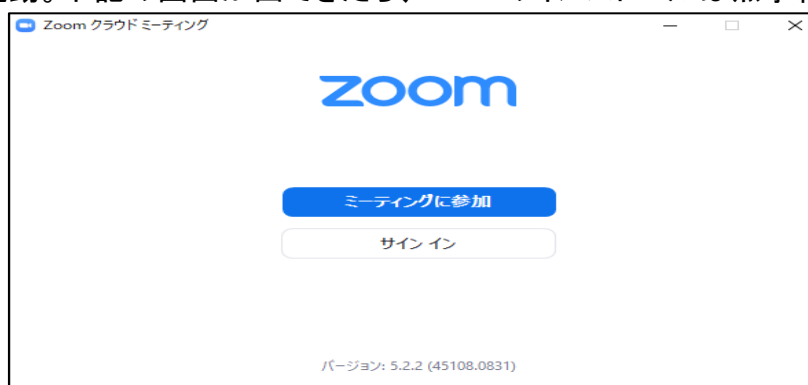 Zoom クラウド ミーティング
zoom
ミーティングに参加
サイン イン
バージョン: 5.2.2 (45108.0831)